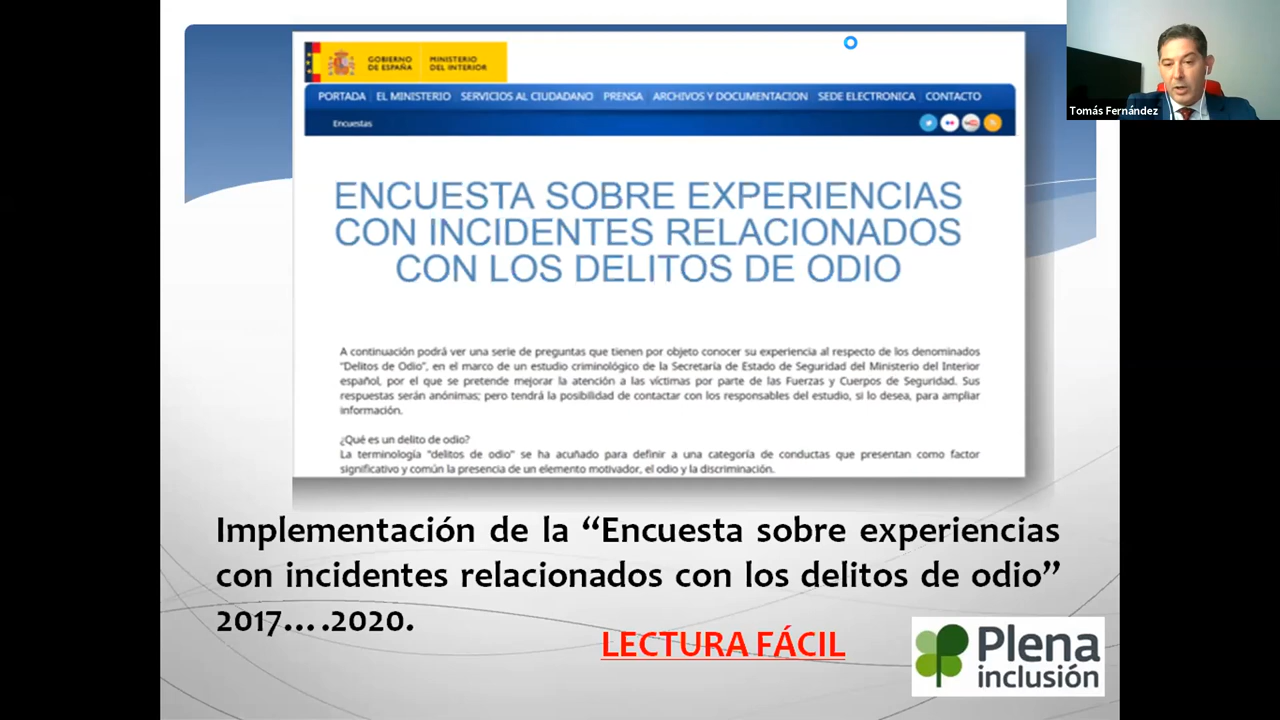 GOBIERNO DE ESPAÑA
MINISTERIO DEL INTERIOR
PORTADA EL MINISTERIO SERVICIOS AL CIUDADANO PRENSA ARCHIVOS Y DOCUMENTACION SEDE ELECTRONICA CONTACTO
Encuestas
Tomás Fernández
ENCUESTA SOBRE EXPERIENCIAS
CON INCIDENTES RELACIONADOS
CON LOS DELITOS DE ODIO
A continuación podrá ver una serie de preguntas que tienen por objeto conocer su experiencia al respecto de los denominados
"Delitos de Odio", en el marco de un estudio criminológico de la Secretaría de Estado de Seguridad del Ministerio del Interior
español, por el que se pretende mejorar la atención a las víctimas por parte de las Fuerzas y Cuerpos de Seguridad. Sus
respuestas serán anónimas; pero tendrá la posibilidad de contactar con los responsables del estudio, si lo desea, para ampliar
información.
¿Qué es un delito de odio?
La terminología "delitos de odio" se ha acuñado para definir a una categoría de conductas que presentan como factor
significativo y común la presencia de un elemento motivador, el odio y la discriminación.
Implementación de la “Encuesta sobre experiencias
con incidentes relacionados con los delitos de odio”
2017….2020.
LECTURA FÁCIL
Plena
inclusión